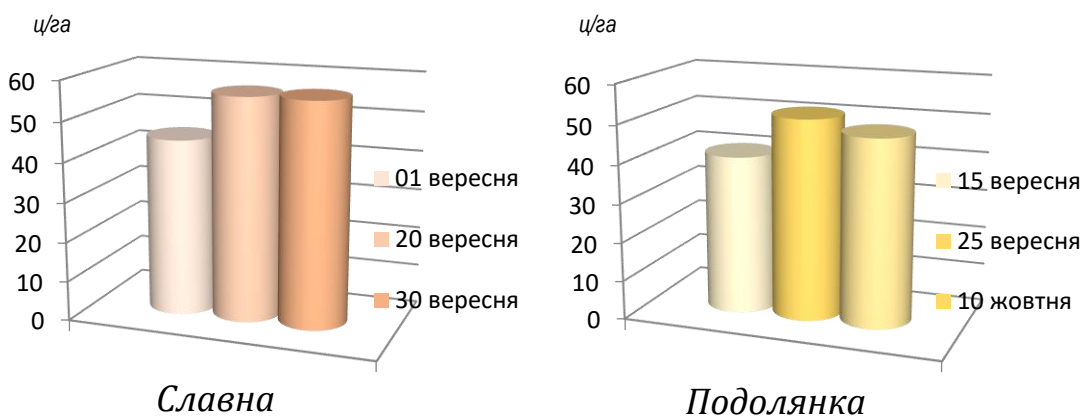 ц/га
60
50
40
30
20
10
0
01 вересня
20 вересня
30 вересня
Славна
ц/га
60
50
40
30
20
10
0
15 вересня
25 вересня
10 жовтня
Подолянка